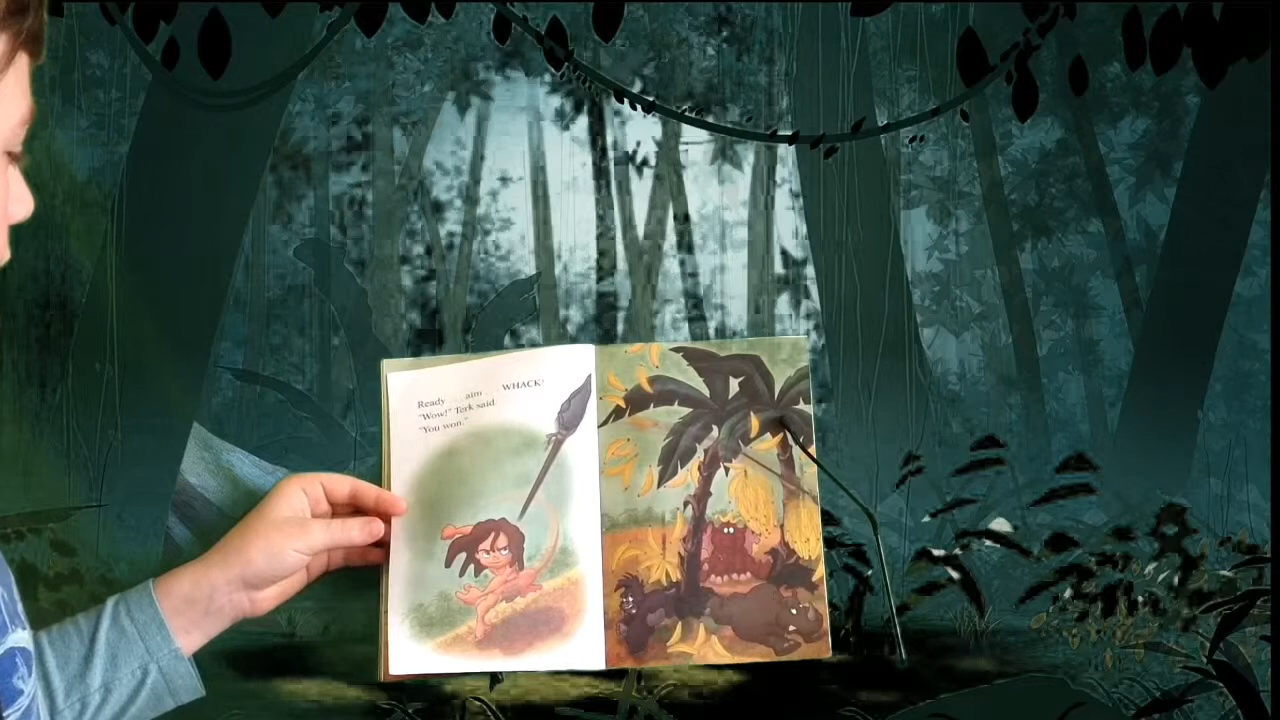 Ready . . . aim . . . WHACK!
"Wow!" Terk said.
"You won."